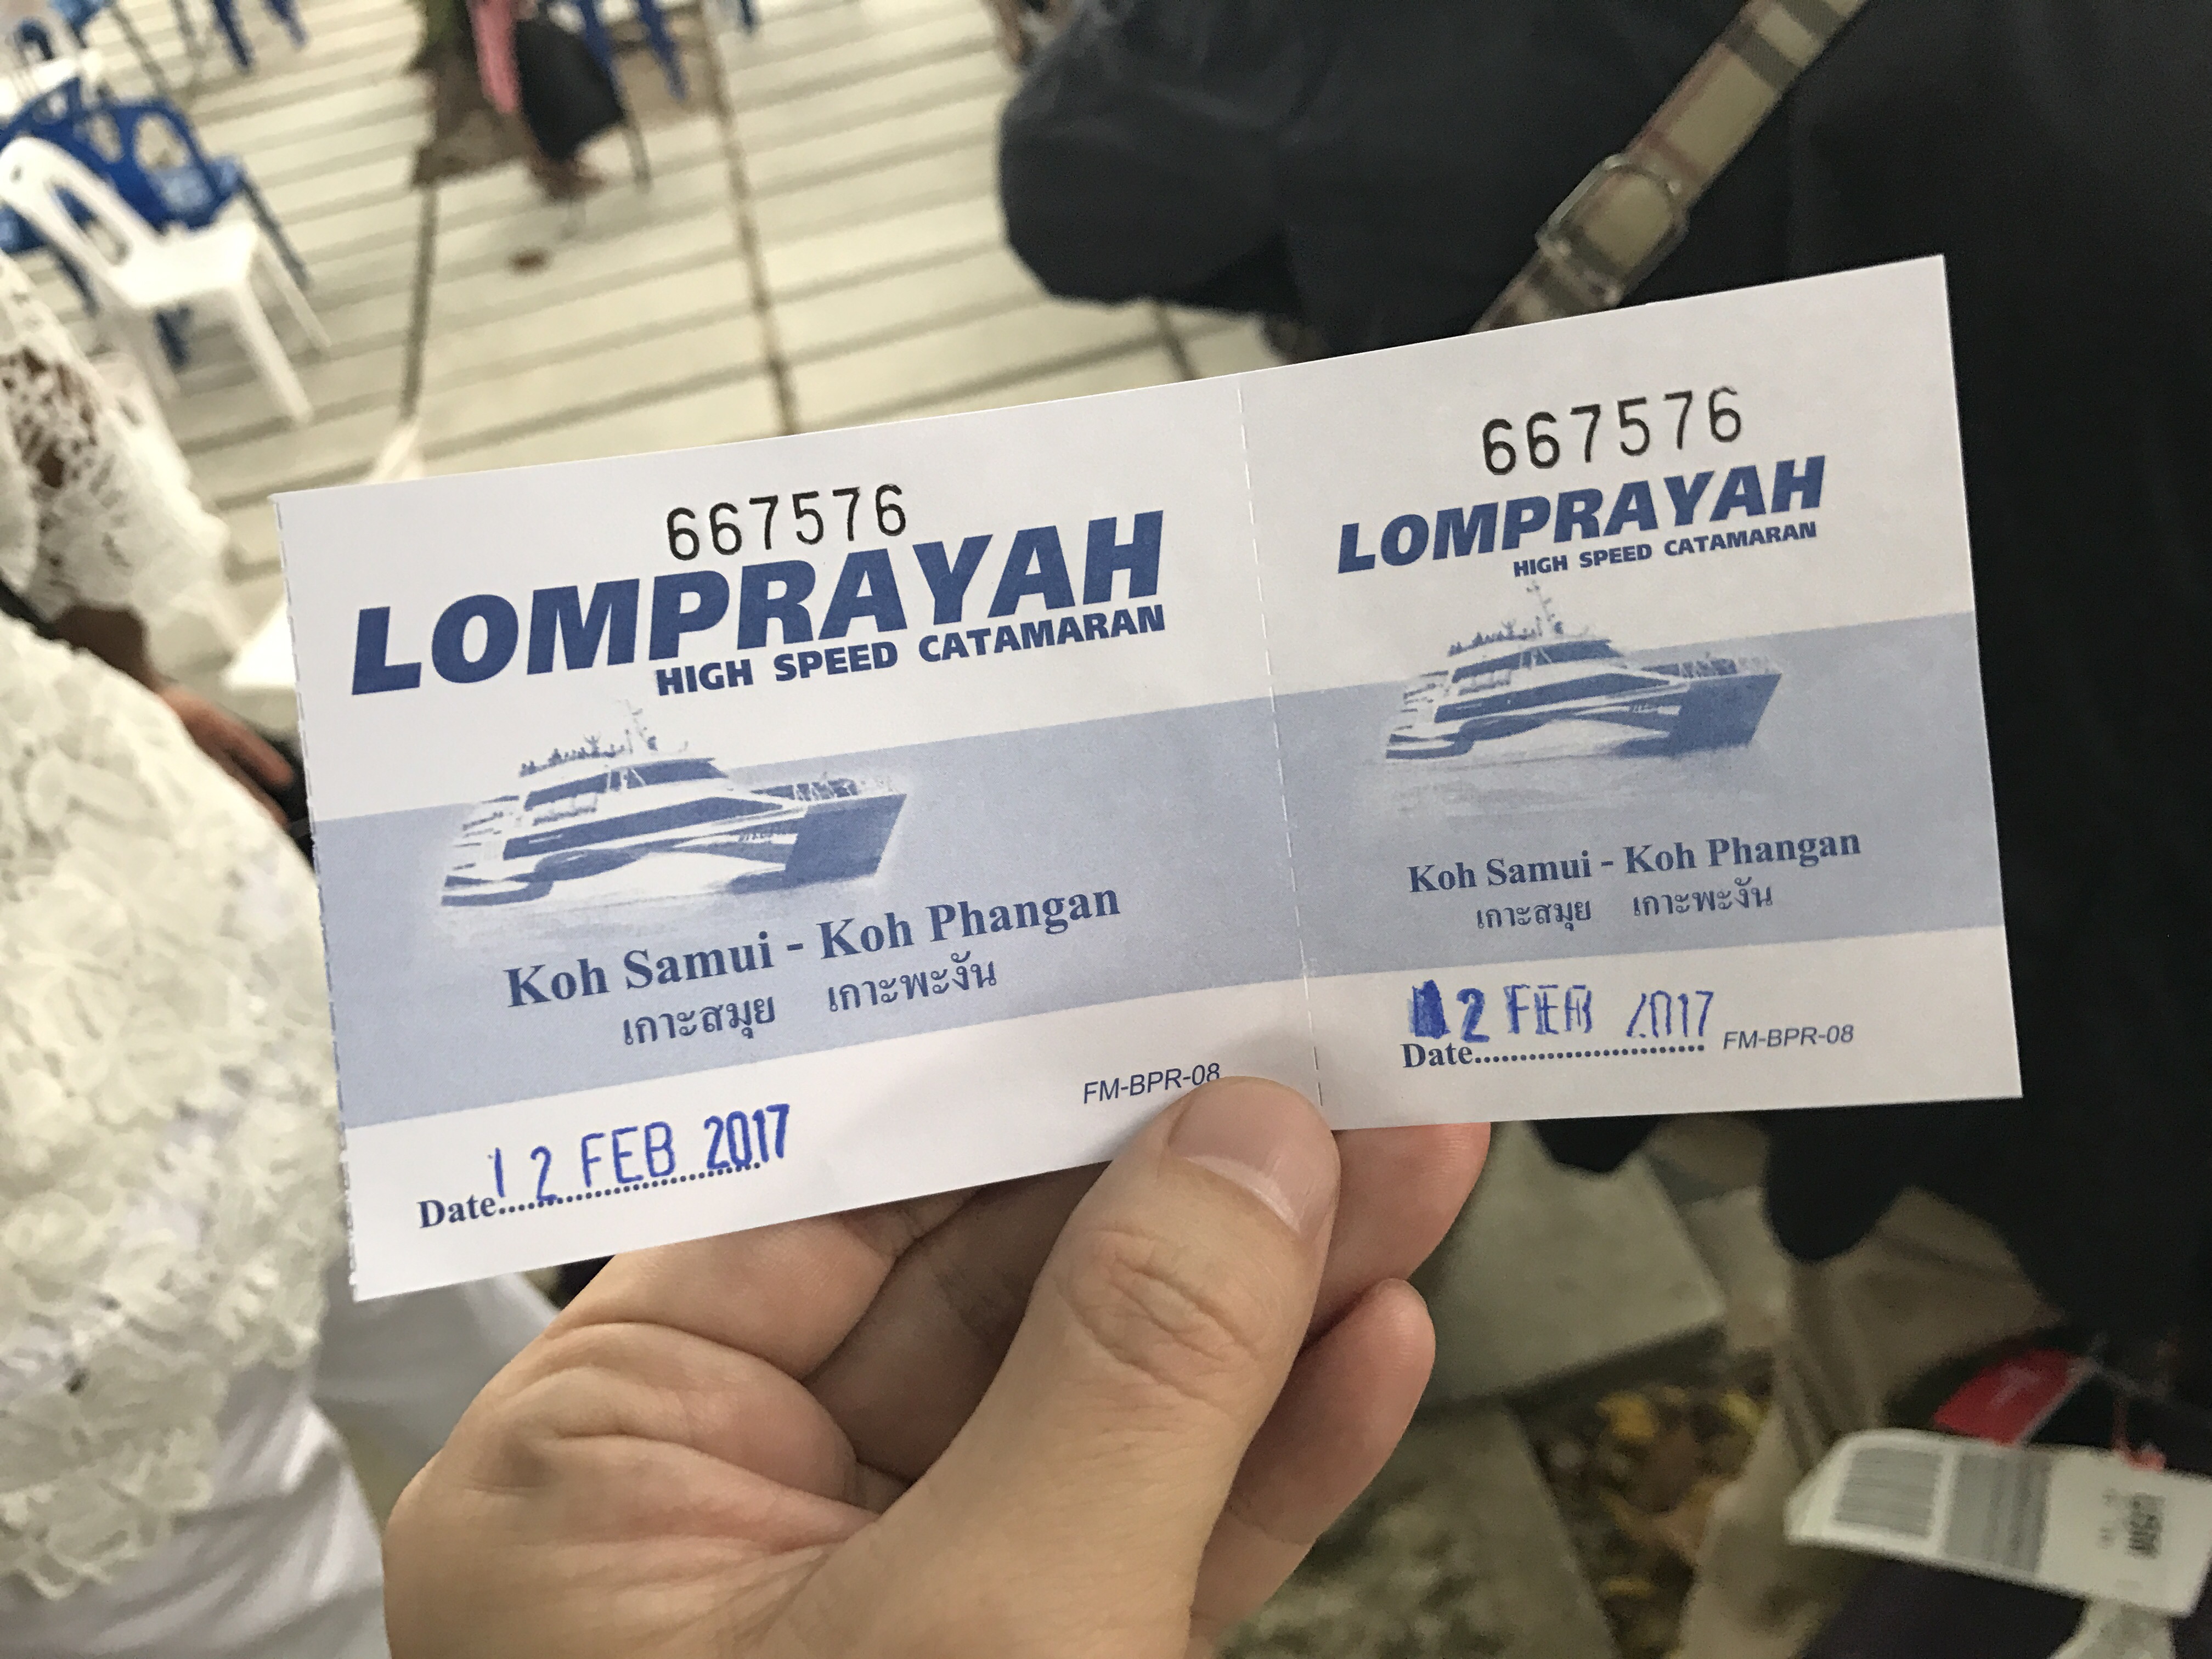 667576
LOMPRAYAH
HIGH SPEED CATAMARAN
Koh Samui - Koh Phangan
เกาะสมุย เกาะพะงัน
FM-BPR-08
Date 12 FEB 2017
667576
LOMPRAYAH
HIGH SPEED CATAMARAN
Koh Samui - Koh Phangan
เกาะสมุย เกาะพะงัน
12 FEB 2017
Date........................... FM-BPR-08